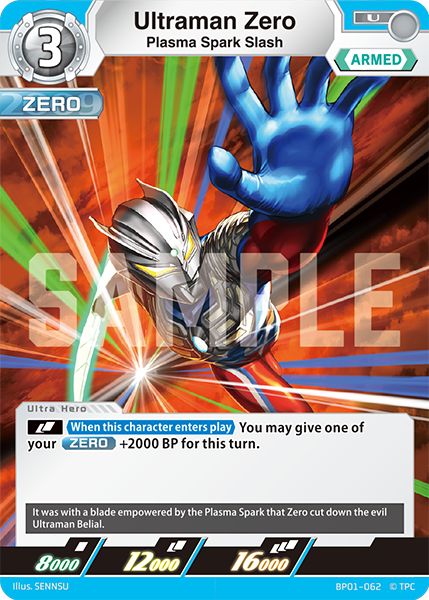 Ultraman Zero
Plasma Spark Slash
U
3
ARMED
ZERO
SAMPLE
Ultra Hero
When this character enters play You may give one of
your ZERO +2000 BP for this turn.
It was with a blade empowered by the Plasma Spark that Zero cut down the evil
Ultraman Belial.
8000 12000 16000
Illus. SENNSU BP01-062 © TPC